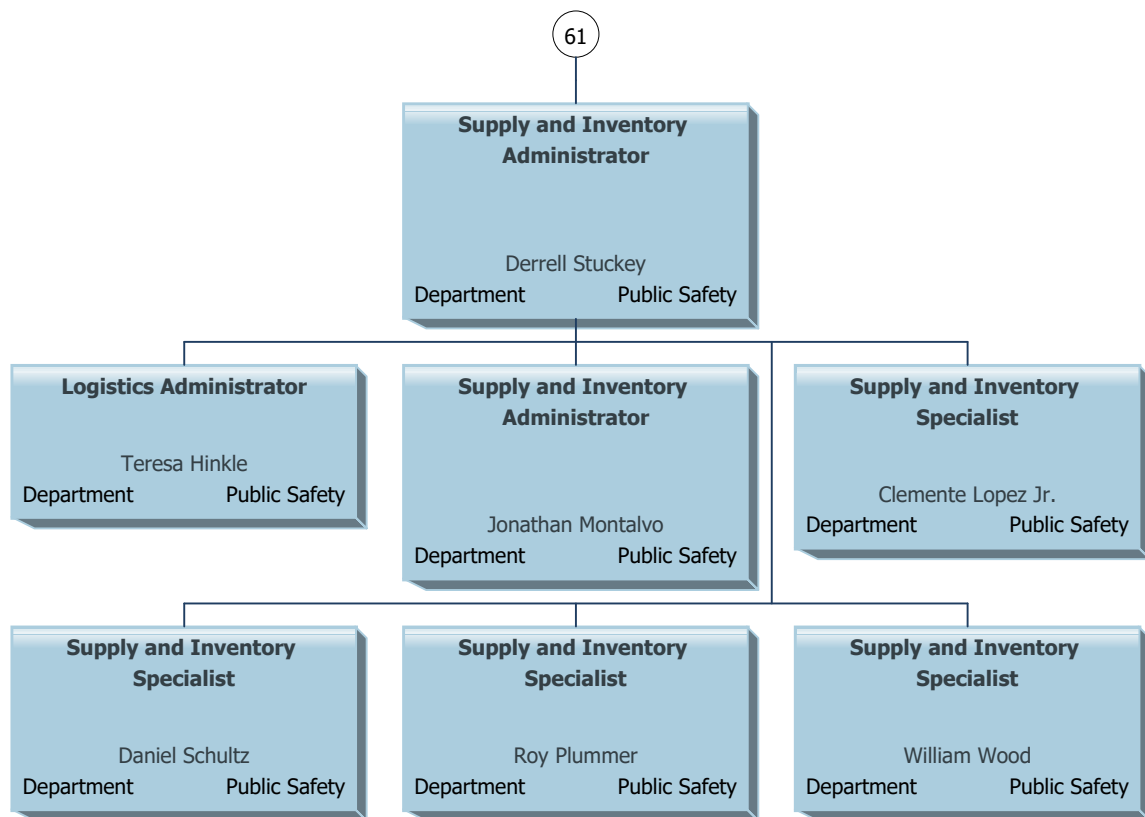 61
Supply and Inventory
Administrator
Derrell Stuckey
Department Public Safety
Logistics Administrator
Teresa Hinkle
Department Public Safety
Supply and Inventory
Administrator
Jonathan Montalvo
Department Public Safety
Supply and Inventory
Specialist
Clemente Lopez Jr.
Department Public Safety
Supply and Inventory
Specialist
Daniel Schultz
Department Public Safety
Supply and Inventory
Specialist
Roy Plummer
Department Public Safety
Supply and Inventory
Specialist
William Wood
Department Public Safety